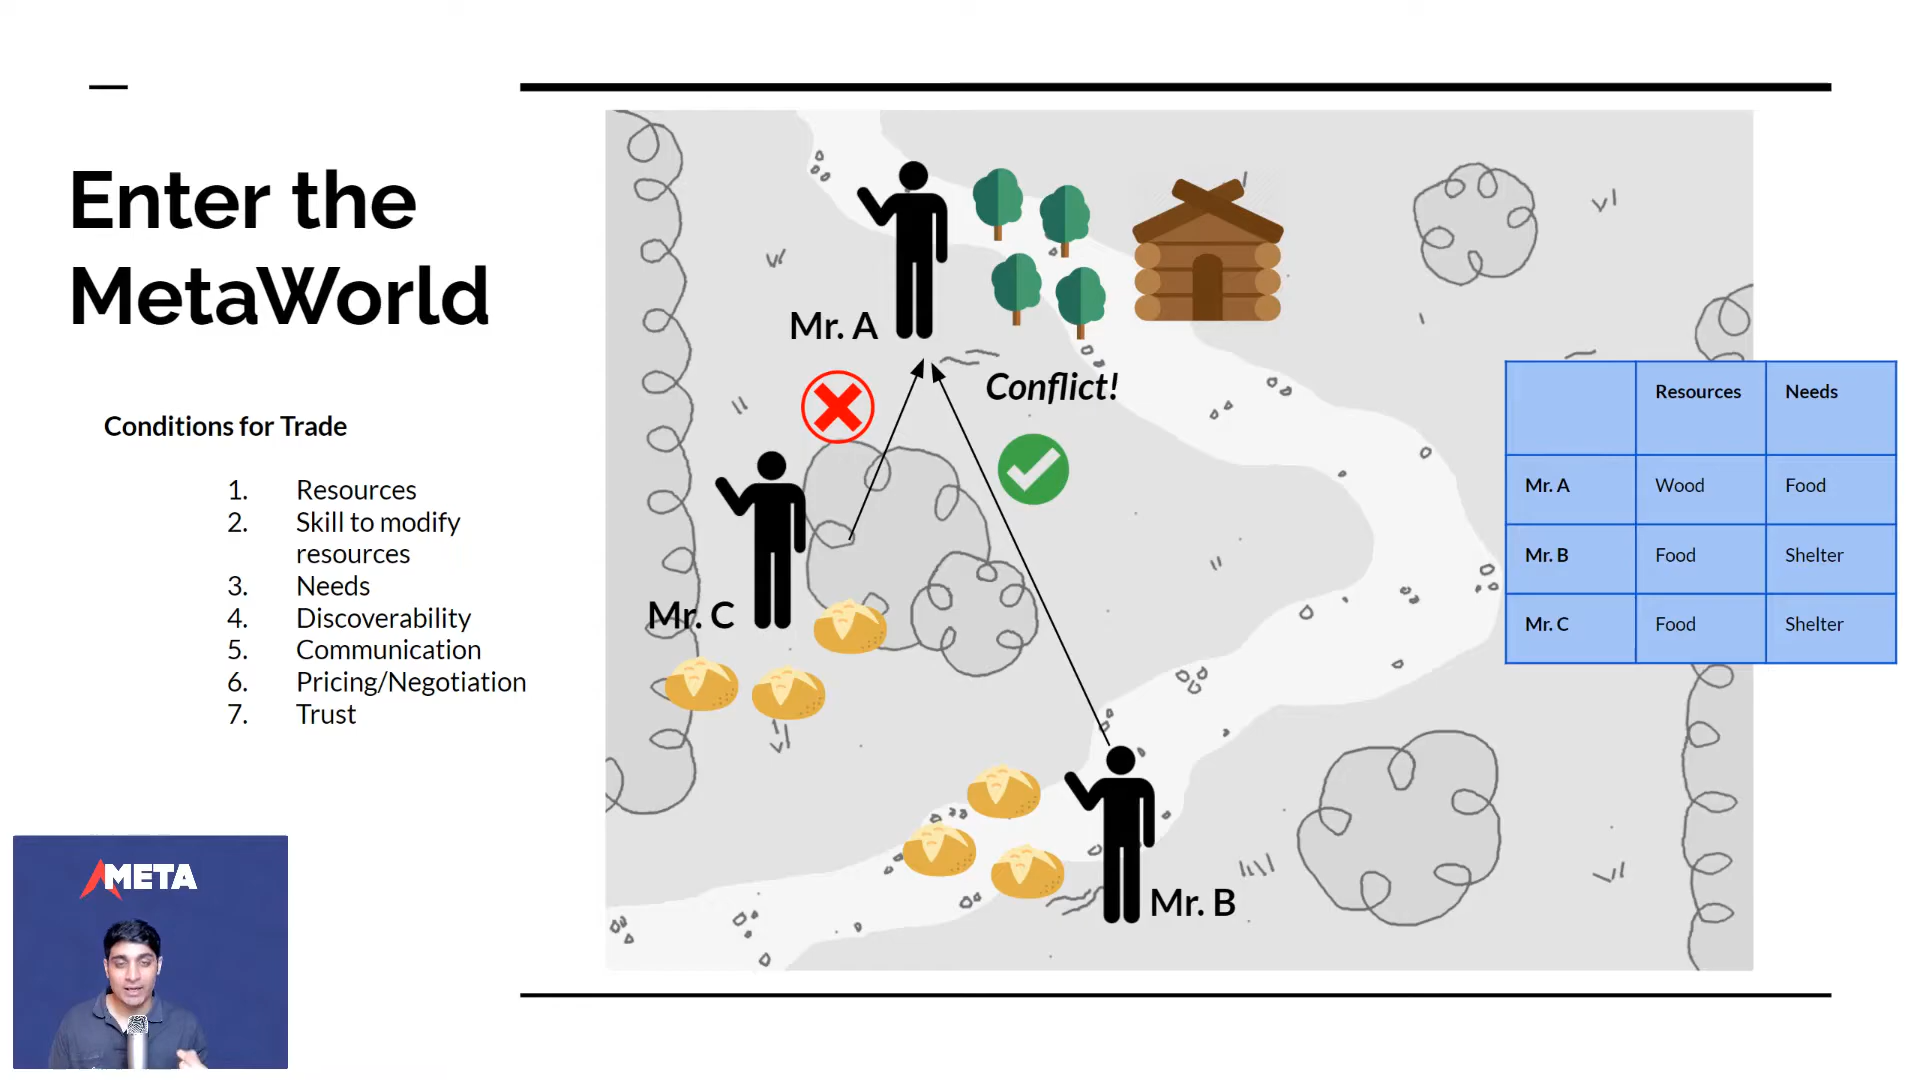 Enter the
MetaWorld
Conditions for Trade
1. Resources
2. Skill to modify
resources
3. Needs
4. Discoverability
5. Communication
6. Pricing/Negotiation
7. Trust
Mr. A
Conflict!
Mr. C
Mr. B
Resources Needs
Mr. A Wood Food
Mr. B Food Shelter
Mr. C Food Shelter
META